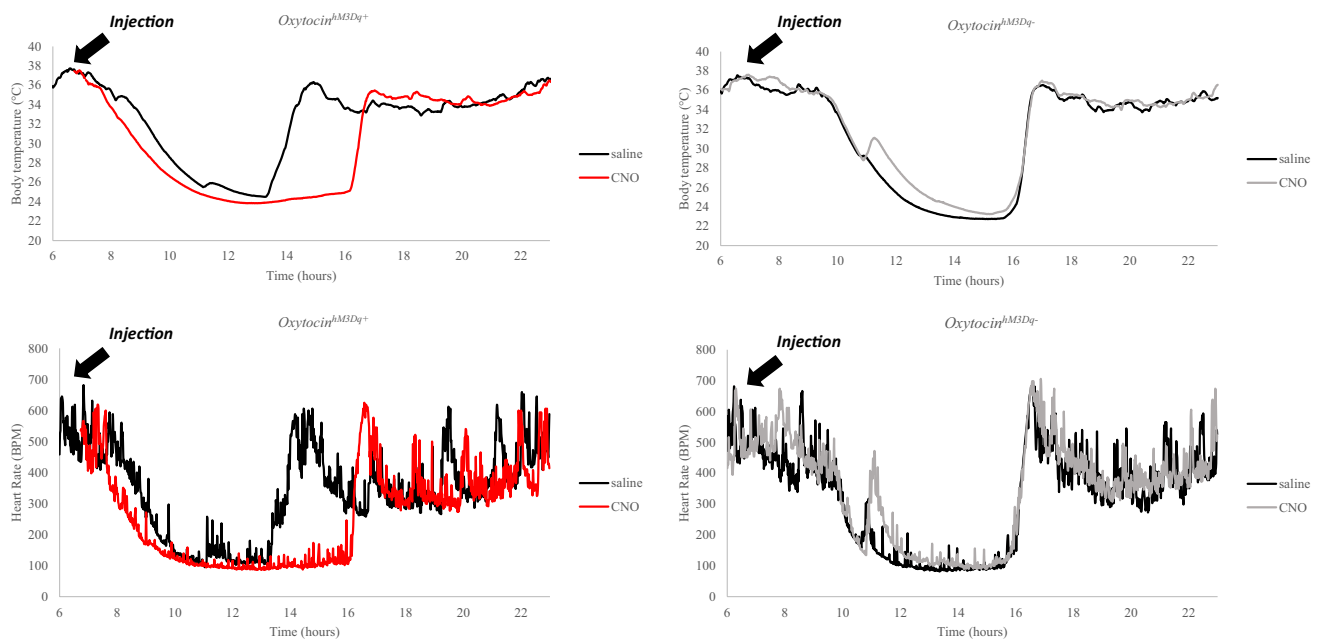 Injection
Oxytocin^hM3Dq+
Body temperature (°C)
40
38
36
34
32
30
28
26
24
22
20
6 8 10 12 14 16 18 20 22
Time (hours)
saline
CNO
Injection
Oxytocin^hM3Dq-
Body temperature (°C)
40
38
36
34
32
30
28
26
24
22
20
6 8 10 12 14 16 18 20 22
Time (hours)
saline
CNO
Injection
Oxytocin^hM3Dq+
Heart Rate (BPM)
800
700
600
500
400
300
200
100
0
6 8 10 12 14 16 18 20 22
Time (hours)
saline
CNO
Injection
Oxytocin^hM3Dq-
Heart Rate (BPM)
800
700
600
500
400
300
200
100
0
6 8 10 12 14 16 18 20 22
Time (hours)
saline
CNO